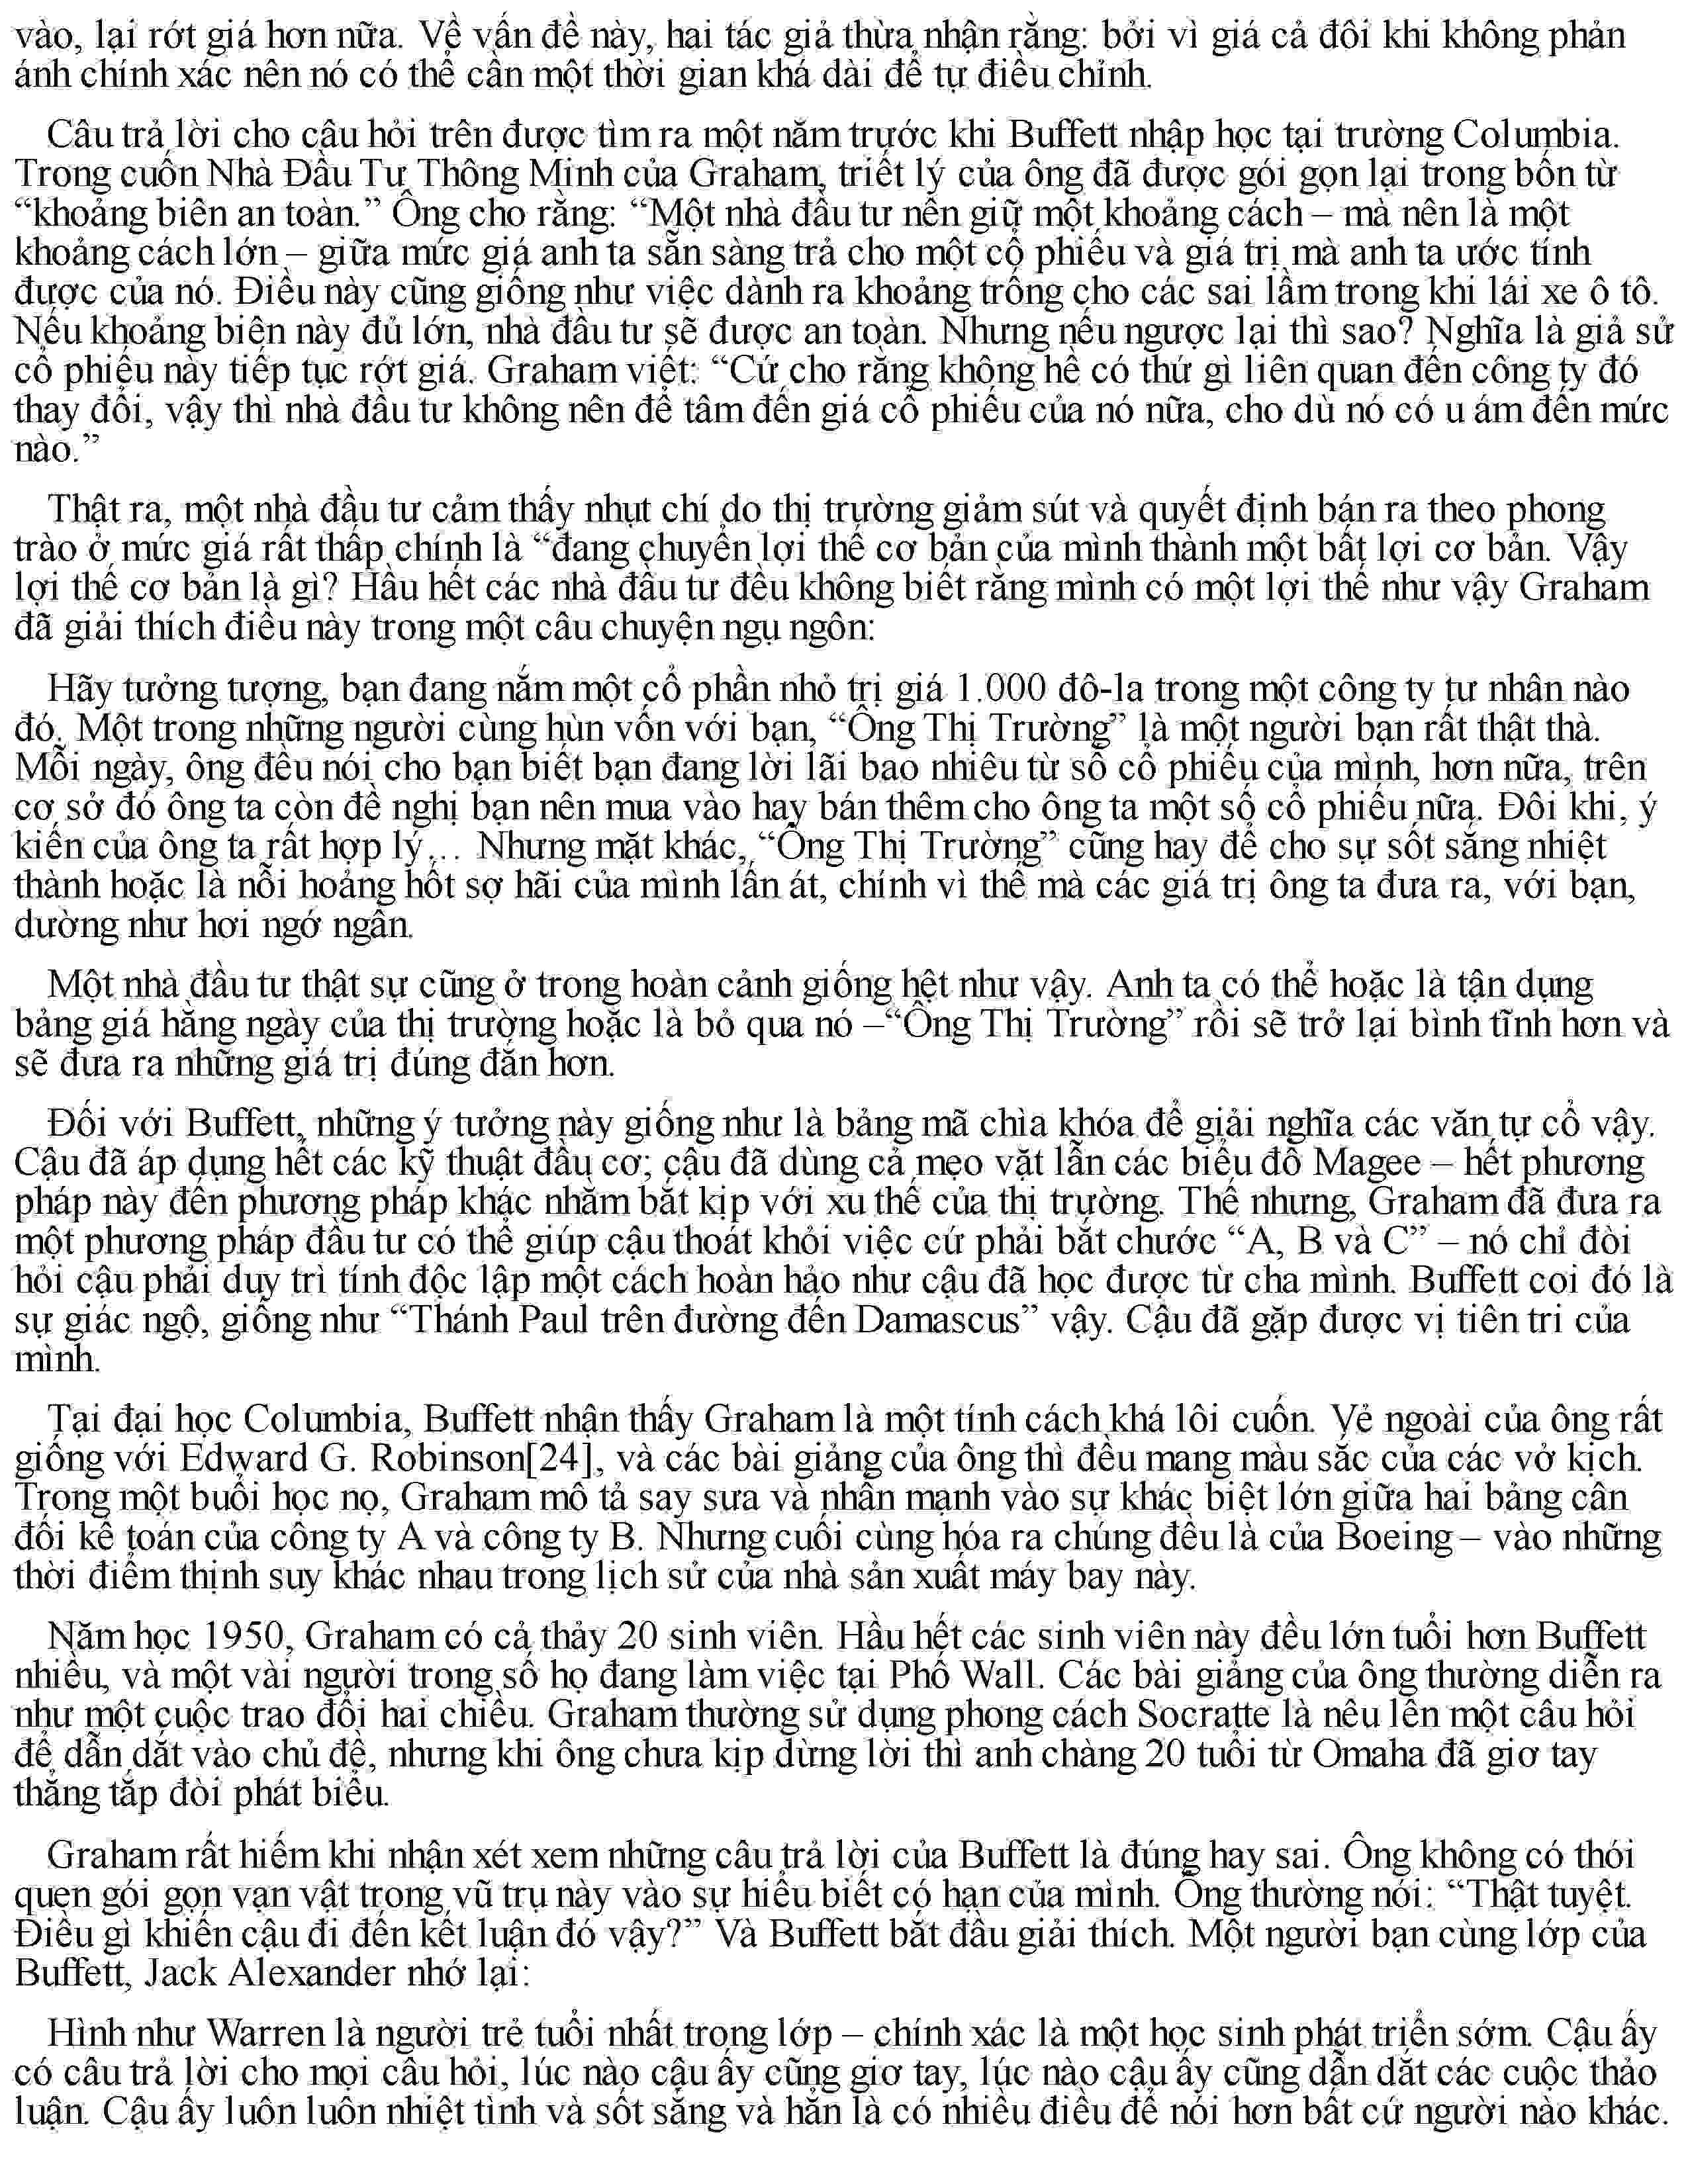 vào, lại rớt giá hơn nữa. Về vấn đề này, hai tác giả thừa nhận rằng: bởi vì giá cả đôi khi không phản
ánh chính xác nên nó có thể cần một thời gian khá dài để tự điều chỉnh.
Câu trả lời cho cậu hỏi trên được tìm ra một năm trước khi Buffett nhập học tại trường Columbia.
Trong cuốn Nhà Đầu Tư Thông Minh của Graham, triết lý của ông đã được gói gọn lại trong bốn từ
“khoảng biên an toàn.” Ông cho rằng: “Một nhà đầu tư nên giữ một khoảng cách – mà nên là một
khoảng cách lớn – giữa mức giá anh ta sẵn sàng trả cho một cổ phiếu và giá trị mà anh ta ước tính
được của nó. Điều này cũng giống như việc dành ra khoảng trống cho các sai lầm trong khi lái xe ô tô.
Nếu khoảng biên này đủ lớn, nhà đầu tư sẽ được an toàn. Nhưng nếu ngược lại thì sao? Nghĩa là giả sử
cổ phiếu này tiếp tục rớt giá. Graham viết: “Cứ cho rằng không hề có thứ gì liên quan đến công ty đó
thay đổi, vậy thì nhà đầu tư không nên để tâm đến giá cổ phiếu của nó nữa, cho dù nó có u ám đến mức
nào.”
Thật ra, một nhà đầu tư cảm thấy nhụt chí do thị trường giảm sút và quyết định bán ra theo phong
trào ở mức giá rất thấp chính là “đang chuyển lợi thế cơ bản của mình thành một bất lợi cơ bản. Vậy
lợi thế cơ bản là gì? Hầu hết các nhà đầu tư đều không biết rằng mình có một lợi thế như vậy Graham
đã giải thích điều này trong một câu chuyện ngụ ngôn:
Hãy tưởng tượng, bạn đang nắm một cổ phần nhỏ trị giá 1.000 đô-la trong một công ty tư nhân nào
đó. Một trong những người cùng hùn vốn với bạn, “Ông Thị Trường” là một người bạn rất thật thà.
Mỗi ngày, ông đều nói cho bạn biết bạn đang lời lãi bao nhiêu từ số cổ phiếu của mình, hơn nữa, trên
cơ sở đó ông ta còn đề nghị bạn nên mua vào hay bán thêm cho ông ta một số cổ phiếu nữa. Đôi khi, ý
kiến của ông ta rất hợp lý… Nhưng mặt khác, “Ông Thị Trường” cũng hay để cho sự sốt sắng nhiệt
thành hoặc là nỗi hoảng hốt sợ hãi của mình lấn át, chính vì thế mà các giá trị ông ta đưa ra, với bạn,
dường như hơi ngớ ngẩn.
Một nhà đầu tư thật sự cũng ở trong hoàn cảnh giống hệt như vậy. Anh ta có thể hoặc là tận dụng
bảng giá hằng ngày của thị trường hoặc là bỏ qua nó –“Ông Thị Trường” rồi sẽ trở lại bình tĩnh hơn và
sẽ đưa ra những giá trị đúng đắn hơn.
Đối với Buffett, những ý tưởng này giống như là bảng mã chìa khóa để giải nghĩa các văn tự cổ vậy.
Cậu đã áp dụng hết các kỹ thuật đầu cơ; cậu đã dùng cả mẹo vặt lẫn các biểu đồ Magee – hết phương
pháp này đến phương pháp khác nhằm bắt kịp với xu thế của thị trường. Thế nhưng, Graham đã đưa ra
một phương pháp đầu tư có thể giúp cậu thoát khỏi việc cứ phải bắt chước “A, B và C” – nó chỉ đòi
hỏi cậu phải duy trì tính độc lập một cách hoàn hảo như cậu đã học được từ cha mình. Buffett coi đó là
sự giác ngộ, giống như “Thánh Paul trên đường đến Damascus” vậy. Cậu đã gặp được vị tiên tri của
mình.
Tại đại học Columbia, Buffett nhận thấy Graham là một tính cách khá lôi cuốn. Vẻ ngoài của ông rất
giống với Edward G. Robinson[24], và các bài giảng của ông thì đều mang màu sắc của các vở kịch.
Trong một buổi học nọ, Graham mô tả say sưa và nhấn mạnh vào sự khác biệt lớn giữa hai bảng cân
đối kế toán của công ty A và công ty B. Nhưng cuối cùng hóa ra chúng đều là của Boeing – vào những
thời điểm thịnh suy khác nhau trong lịch sử của nhà sản xuất máy bay này.
Năm học 1950, Graham có cả thảy 20 sinh viên. Hầu hết các sinh viên này đều lớn tuổi hơn Buffett
nhiều, và một vài người trong số họ đang làm việc tại Phố Wall. Các bài giảng của ông thường diễn ra
như một cuộc trao đổi hai chiều. Graham thường sử dụng phong cách Socratte là nêu lên một câu hỏi
để dẫn dắt vào chủ đề, nhưng khi ông chưa kịp dừng lời thì anh chàng 20 tuổi từ Omaha đã giơ tay
thẳng tắp đòi phát biểu.
Graham rất hiếm khi nhận xét xem những câu trả lời của Buffett là đúng hay sai. Ông không có thói
quen gói gọn vạn vật trong vũ trụ này vào sự hiểu biết có hạn của mình. Ông thường nói: “Thật tuyệt.
Điều gì khiến cậu đi đến kết luận đó vậy?” Và Buffett bắt đầu giải thích. Một người bạn cùng lớp của
Buffett, Jack Alexander nhớ lại:
Hình như Warren là người trẻ tuổi nhất trong lớp – chính xác là một học sinh phát triển sớm. Cậu ấy
có câu trả lời cho mọi câu hỏi, lúc nào cậu ấy cũng giơ tay, lúc nào cậu ấy cũng dẫn dắt các cuộc thảo
luận. Cậu ấy luôn luôn nhiệt tình và sốt sắng và hẳn là có nhiều điều để nói hơn bất cứ người nào khác.